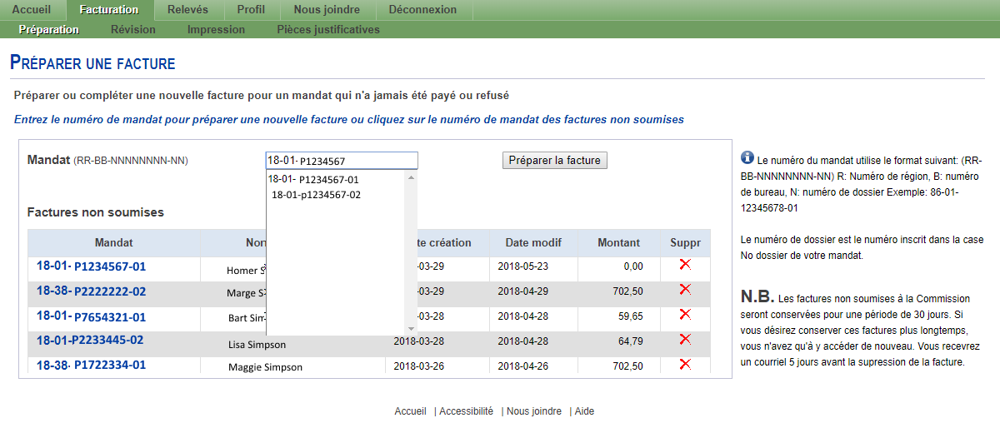 Accueil Facturation Relevés Profil Nous joindre Déconnexion
Préparation Révision Impression Pièces justificatives
Préparer une facture
Préparer ou compléter une nouvelle facture pour un mandat qui n'a jamais été payé ou refusé
Entrez le numéro de mandat pour préparer une nouvelle facture ou cliquez sur le numéro de mandat des factures non soumises
Mandat (RR-BB-NNNNNNNN-NN) 18-01- P1234567 Préparer la facture
18-01- P1234567-01
18-01-p1234567-02
Factures non soumises
Mandat Non te création Date modif Montant Suppr
18-01- P1234567-01 Homer S -03-29 2018-05-23 0,00
18-38- P2222222-02 Marge S -03-29 2018-04-29 702,50
18-01- P7654321-01 Bart Sim -03-28 2018-04-28 59,65
18-01-P2233445-02 Lisa Simpson 2018-03-28 2018-04-28 64,79
18-38- P1722334-01 Maggie Simpson 2018-03-26 2018-04-26 702,50
Le numéro du mandat utilise le format suivant: (RR-
BB-NNNNNNNN-NN) R: Numéro de région, B: numéro
de bureau, N: numéro de dossier Exemple: 86-01-
12345678-01
Le numéro de dossier est le numéro inscrit dans la case
No dossier de votre mandat.
N.B. Les factures non soumises à la Commission
seront conservées pour une période de 30 jours. Si
vous désirez conserver ces factures plus longtemps,
vous n'avez qu'à y accéder de nouveau. Vous recevrez
un courriel 5 jours avant la supression de la facture.
Accueil | Accessibilité | Nous joindre | Aide